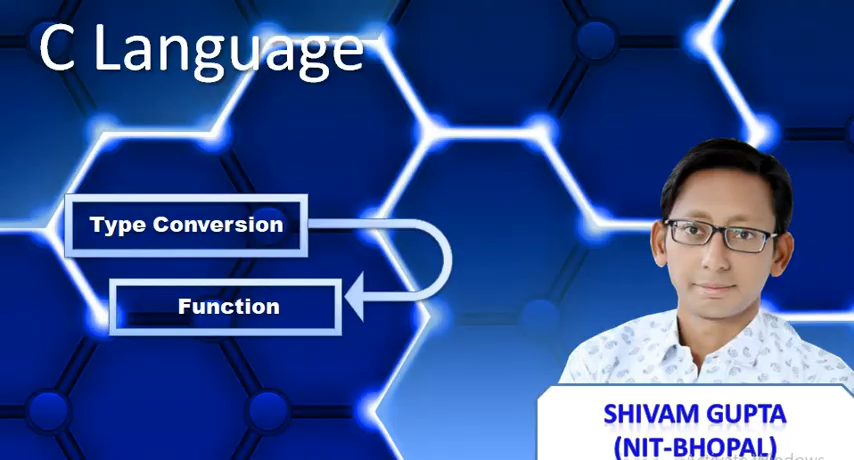 C Language
Type Conversion
Function
SHIVAM GUPTA
(NIT-BHOPAL)